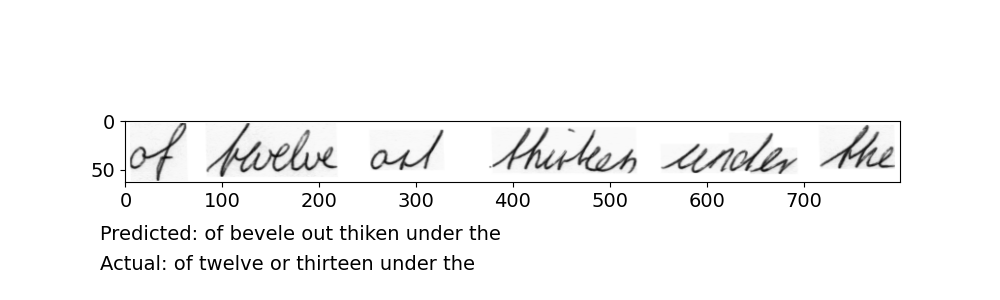 0
of twelve thirteen under the
50
0 100 200 300 400 500 600 700
Predicted: of bevele out thiken under the
Actual: of twelve or thirteen under the